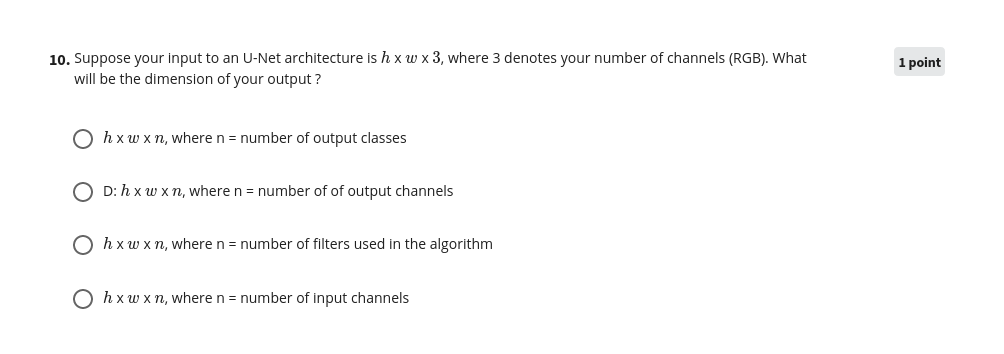 10. Suppose your input to an U-Net architecture is h x w x 3, where 3 denotes your number of channels (RGB). What
1 point
will be the dimension of your output ?
h x w x n, where n = number of output classes
D: h x w x n, where n = number of of output channels
h x w x n, where n = number of filters used in the algorithm
h x w x n, where n = number of input channels